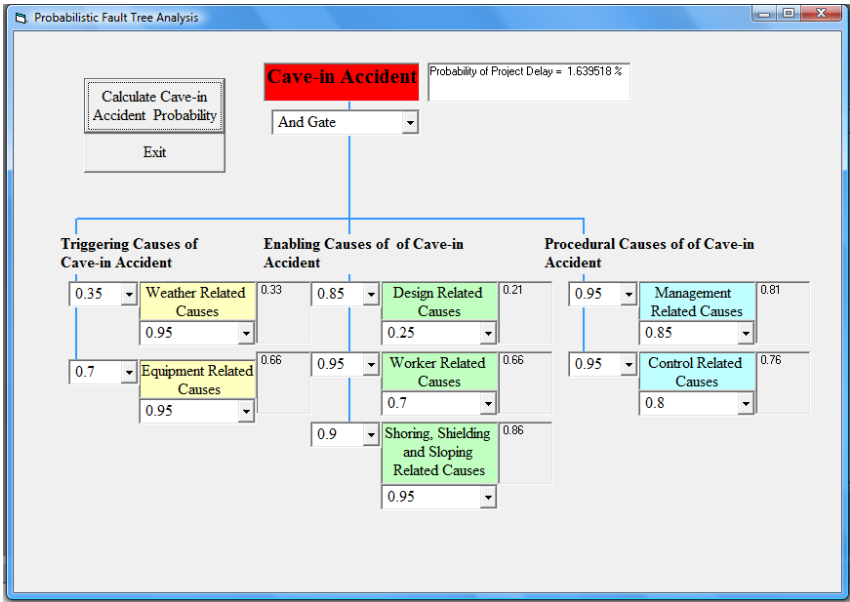 Probabilistic Fault Tree Analysis
Cave-in Accident
Probability of Project Delay = 1.639518 %
Calculate Cave-in
Accident Probability
And Gate
Exit
Triggering Causes of
Cave-in Accident
Enabling Causes of of Cave-in
Accident
Procedural Causes of of Cave-in
Accident
0.35
Weather Related
Causes
0.33
0.95
0.7
Equipment Related
Causes
0.66
0.95
0.85
Design Related
Causes
0.21
0.25
0.95
Worker Related
Causes
0.66
0.7
0.9
Shoring, Shielding
and Sloping
Related Causes
0.86
0.95
0.95
Management
Related Causes
0.81
0.85
0.95
Control Related
Causes
0.76
0.8